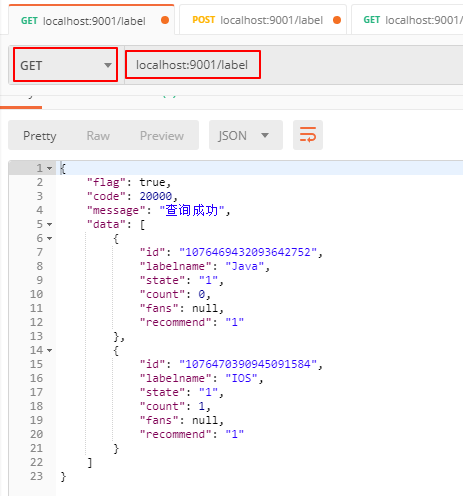 GET localhost:9001/label
POST localhost:9001/label
GET localhost:9001/
GET
localhost:9001/label
Pretty
Raw
Preview
JSON
1 {
2 "flag": true,
3 "code": 20000,
4 "message": "查询成功",
5 "data": [
6 {
7 "id": "1076469432093642752",
8 "labelname": "Java",
9 "state": "1",
10 "count": 0,
11 "fans": null,
12 "recommend": "1"
13 },
14 {
15 "id": "1076470390945091584",
16 "labelname": "IOS",
17 "state": "1",
18 "count": 1,
19 "fans": null,
20 "recommend": "1"
21 }
22 ]
23 }